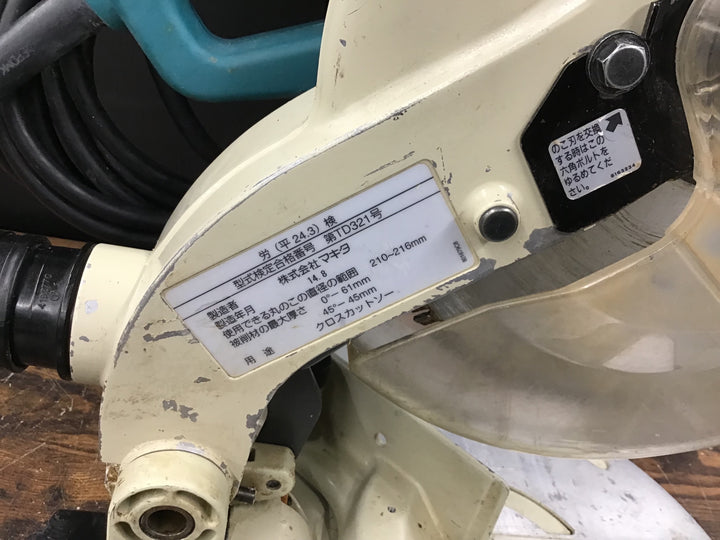 労（平24.3）検
型式検定合格番号 第TD321号
製造者 株式会社マキタ
製造年月 14.8
使用できる丸のこの直径の範囲 210~216mm
被削材の最大厚さ 0°- 61mm
45°- 45mm
用 途 クロスカットソー
のこ刃を交換
する時はこの
六角ボルトを
ゆるめてくだ
さい。